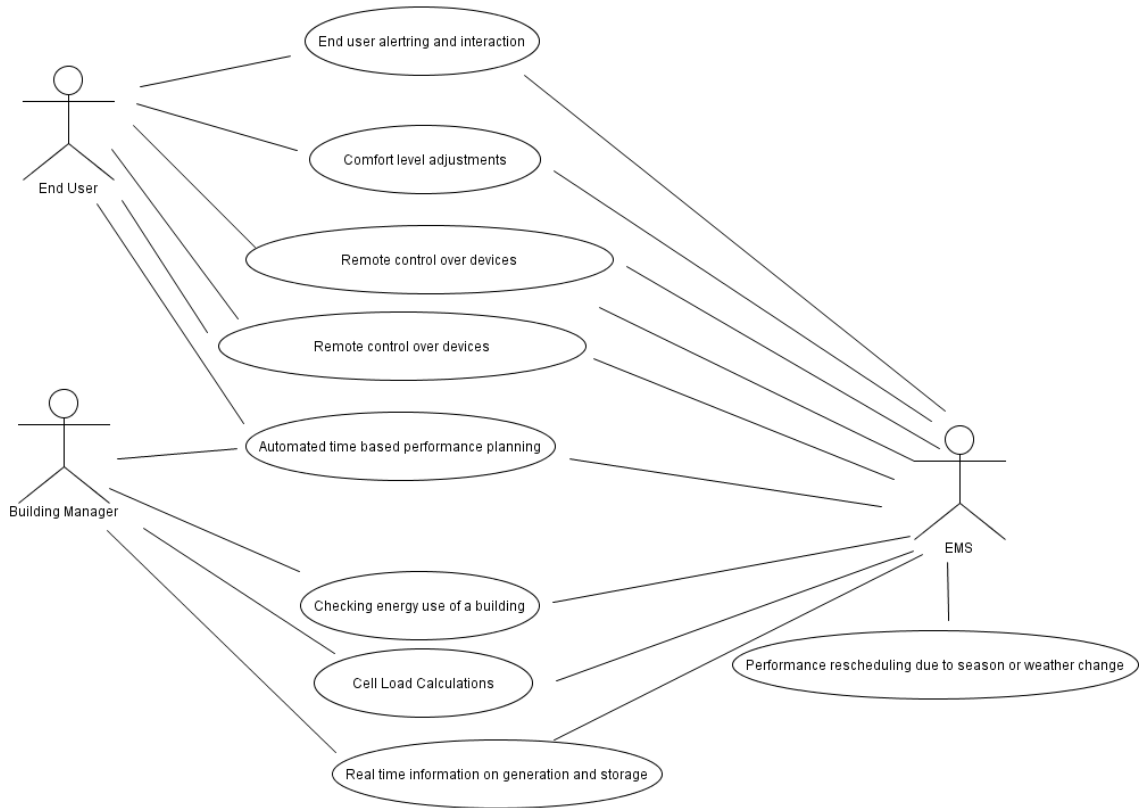 End user alertring and interaction
Comfort level adjustments
End User
Remote control over devices
Remote control over devices
Automated time based performance planning
Building Manager
EMS
Checking energy use of a building
Performance rescheduling due to season or weather change
Cell Load Calculations
Real time information on generation and storage